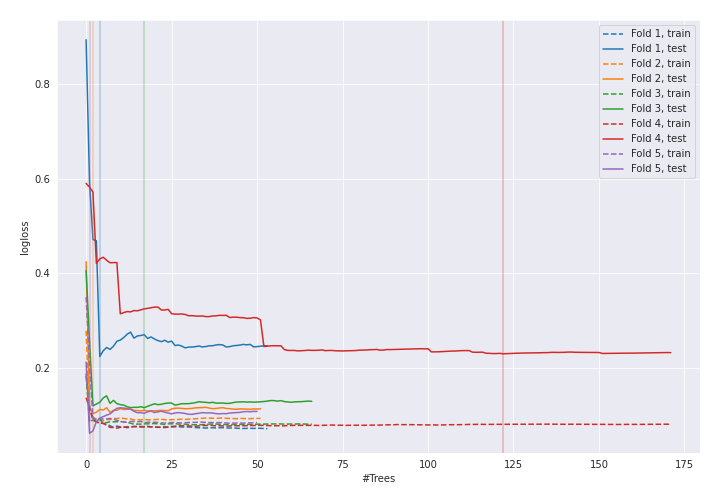 Fold 1, train
Fold 1, test
Fold 2, train
Fold 2, test
Fold 3, train
Fold 3, test
Fold 4, train
Fold 4, test
Fold 5, train
Fold 5, test
logloss
0.8
0.6
0.4
0.2
0 25 50 75 100 125 150 175
#Trees